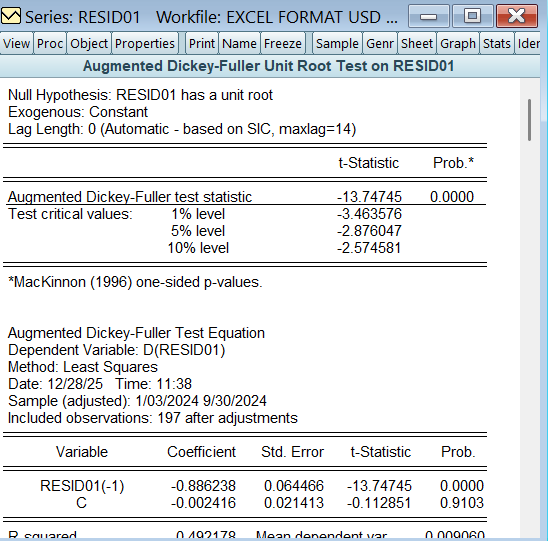 Series: RESID01 Workfile: EXCEL FORMAT USD ...
View Proc Object Properties Print Name Freeze Sample Genr Sheet Graph Stats Iden
Augmented Dickey-Fuller Unit Root Test on RESID01
Null Hypothesis: RESID01 has a unit root
Exogenous: Constant
Lag Length: 0 (Automatic - based on SIC, maxlag=14)
t-Statistic Prob.*
Augmented Dickey-Fuller test statistic -13.74745 0.0000
Test critical values: 1% level -3.463576
5% level -2.876047
10% level -2.574581
*MacKinnon (1996) one-sided p-values.
Augmented Dickey-Fuller Test Equation
Dependent Variable: D(RESID01)
Method: Least Squares
Date: 12/28/25 Time: 11:38
Sample (adjusted): 1/03/2024 9/30/2024
Included observations: 197 after adjustments
Variable Coefficient Std. Error t-Statistic Prob.
RESID01(-1) -0.886238 0.064466 -13.74745 0.0000
C -0.002416 0.021413 -0.112851 0.9103
R-squared 0.492178 Mean dependent var 0.009060